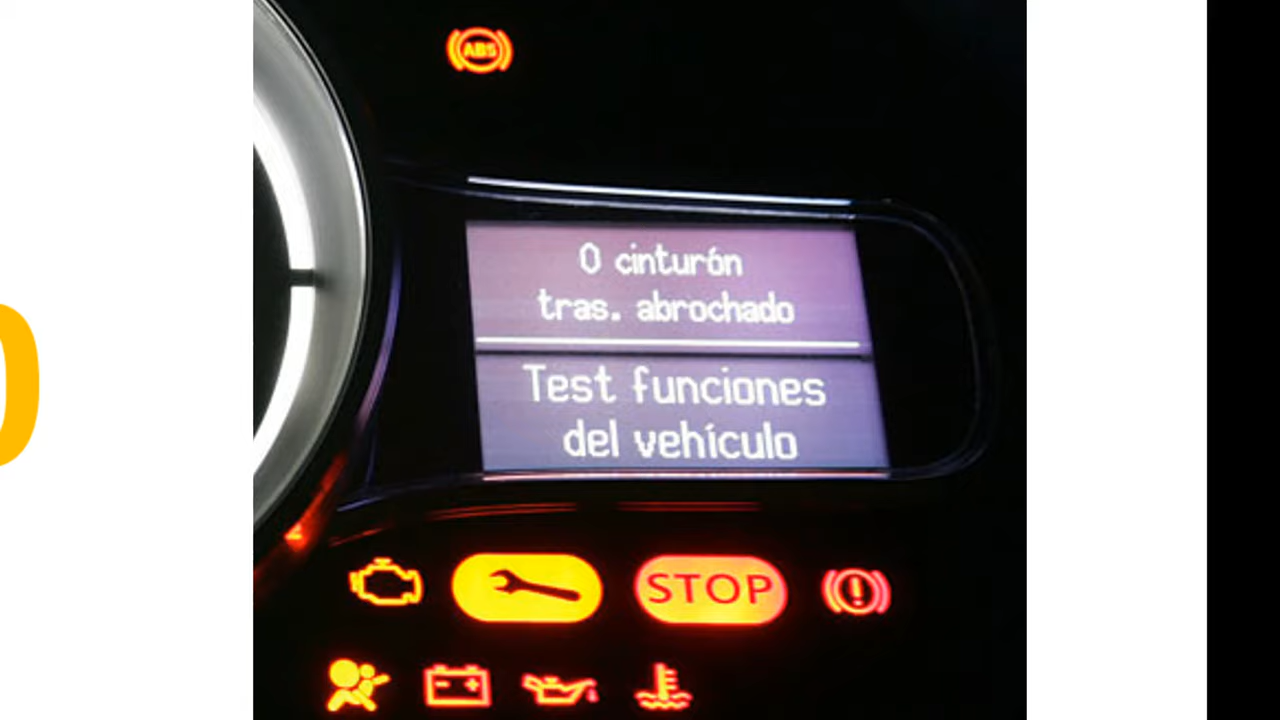 ABS
0 cinturón
tras. abrochado
Test funciones
del vehículo
STOP